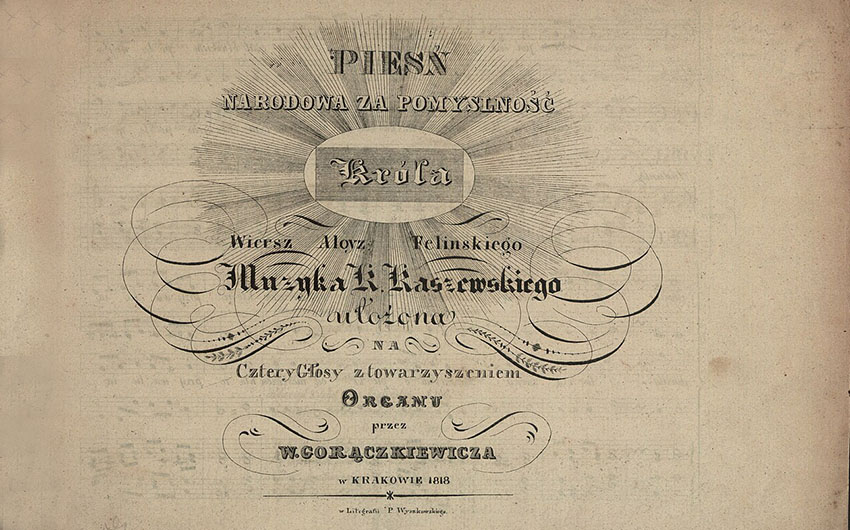 PIEŚŃ
NARODOWA ZA POMYSLNOŚĆ
Króla
Wiersz Aloyz Felinskiego
Muzyka K. Kaszewskiego
ułożona
NA
Cztery Głosy z towarzyszeniem
ORGANU
przez
W. GORĄCZKIEWICZA
w KRAKOWIE 1818
w Litografii P Wyszkowskiego.